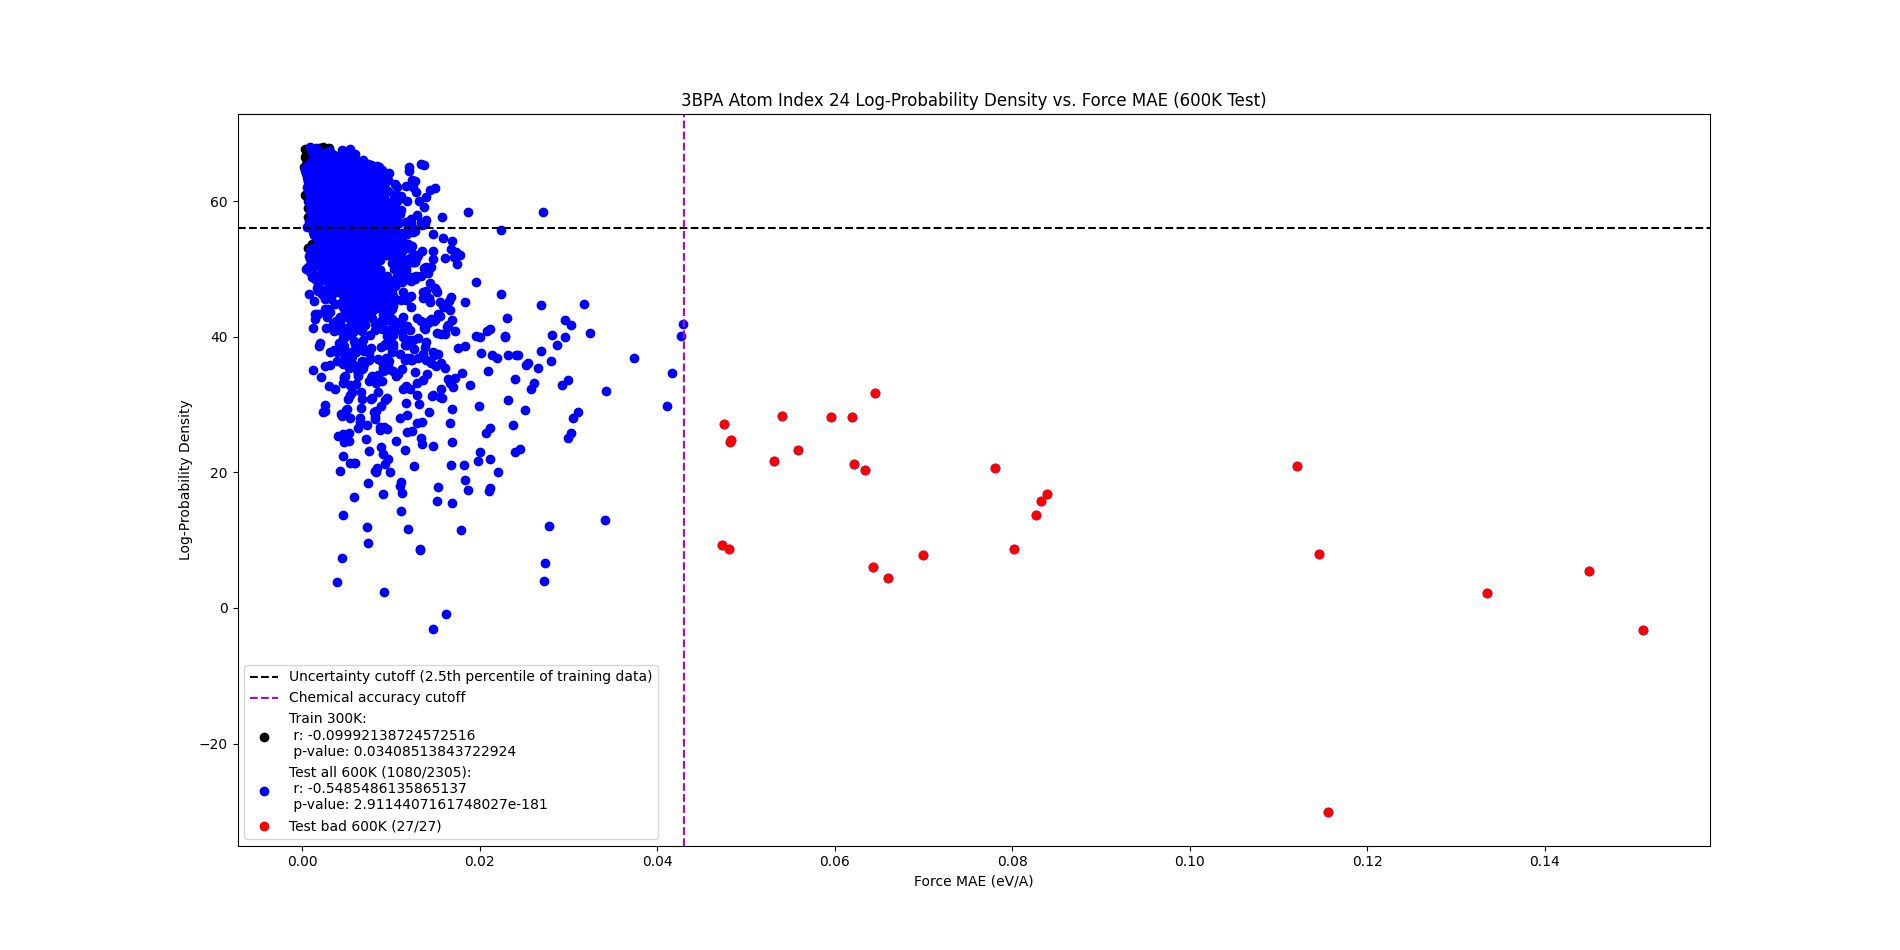 3BPA Atom Index 24 Log-Probability Density vs. Force MAE (600K Test)
Log-Probabiity Density
60
40
20
0
−20
Uncertainty cutoff (2.5th percentile of training data)
Chemical accuracy cutoff
Train 300K:
r: -0.09992138724572516
p-value: 0.03408513843722924
Test all 600K (1080/2305):
r: -0.5485486135865137
p-value: 2.9114407161748027e-181
Test bad 600K (27/27)
0.00 0.02 0.04 0.06 0.08 0.10 0.12 0.14
Force MAE (eV/A)